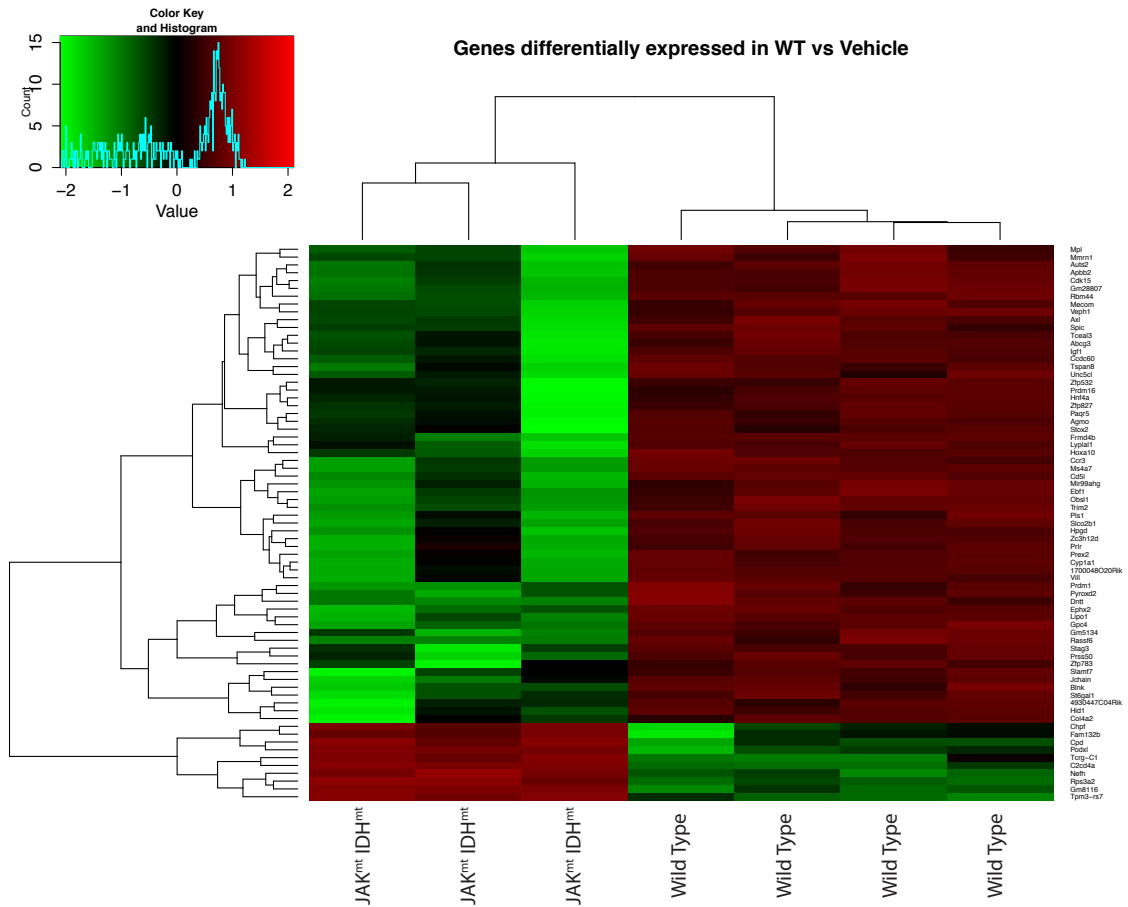 Color Key
and Histogram
Count
0
5
10
15
−2
−1
0
1
2
Value
Genes differentially expressed in WT vs Vehicle
Mpl
Mmrn1
Auts2
Apbb2
Cdk15
Gm28807
Rbm44
Mecom
Veph1
Axl
Spic
Tceal3
Abcg3
Igf1
Ccdc60
Tspan8
Unc5cl
Zfp532
Prdm16
Hnf4a
Zfp827
Paqr5
Agmo
Stox2
Frmd4b
Lyplal1
Hoxa10
Ccr3
Ms4a7
Cd5l
Mir99ahg
Ebf1
Obsl1
Trim2
Pls1
Slco2b1
Hpgd
Zc3h12d
Prlr
Prex2
Cyp1a1
1700048O20Rik
Vill
Prdm1
Pyroxd2
Dntt
Ephx2
Lipo1
Gpc4
Gm5134
Rassf6
Stag3
Prss50
Zfp783
Slamf7
Jchain
Blnk
St6gal1
4930447C04Rik
Hid1
Col4a2
Chpf
Fam132b
Cpd
Podxl
Tcrg−C1
C2cd4a
Nefh
Rps3a2
Gm8116
Tpm3−rs7
JAKᵐᵗ IDHᵐᵗ
JAKᵐᵗ IDHᵐᵗ
JAKᵐᵗ IDHᵐᵗ
Wild Type
Wild Type
Wild Type
Wild Type